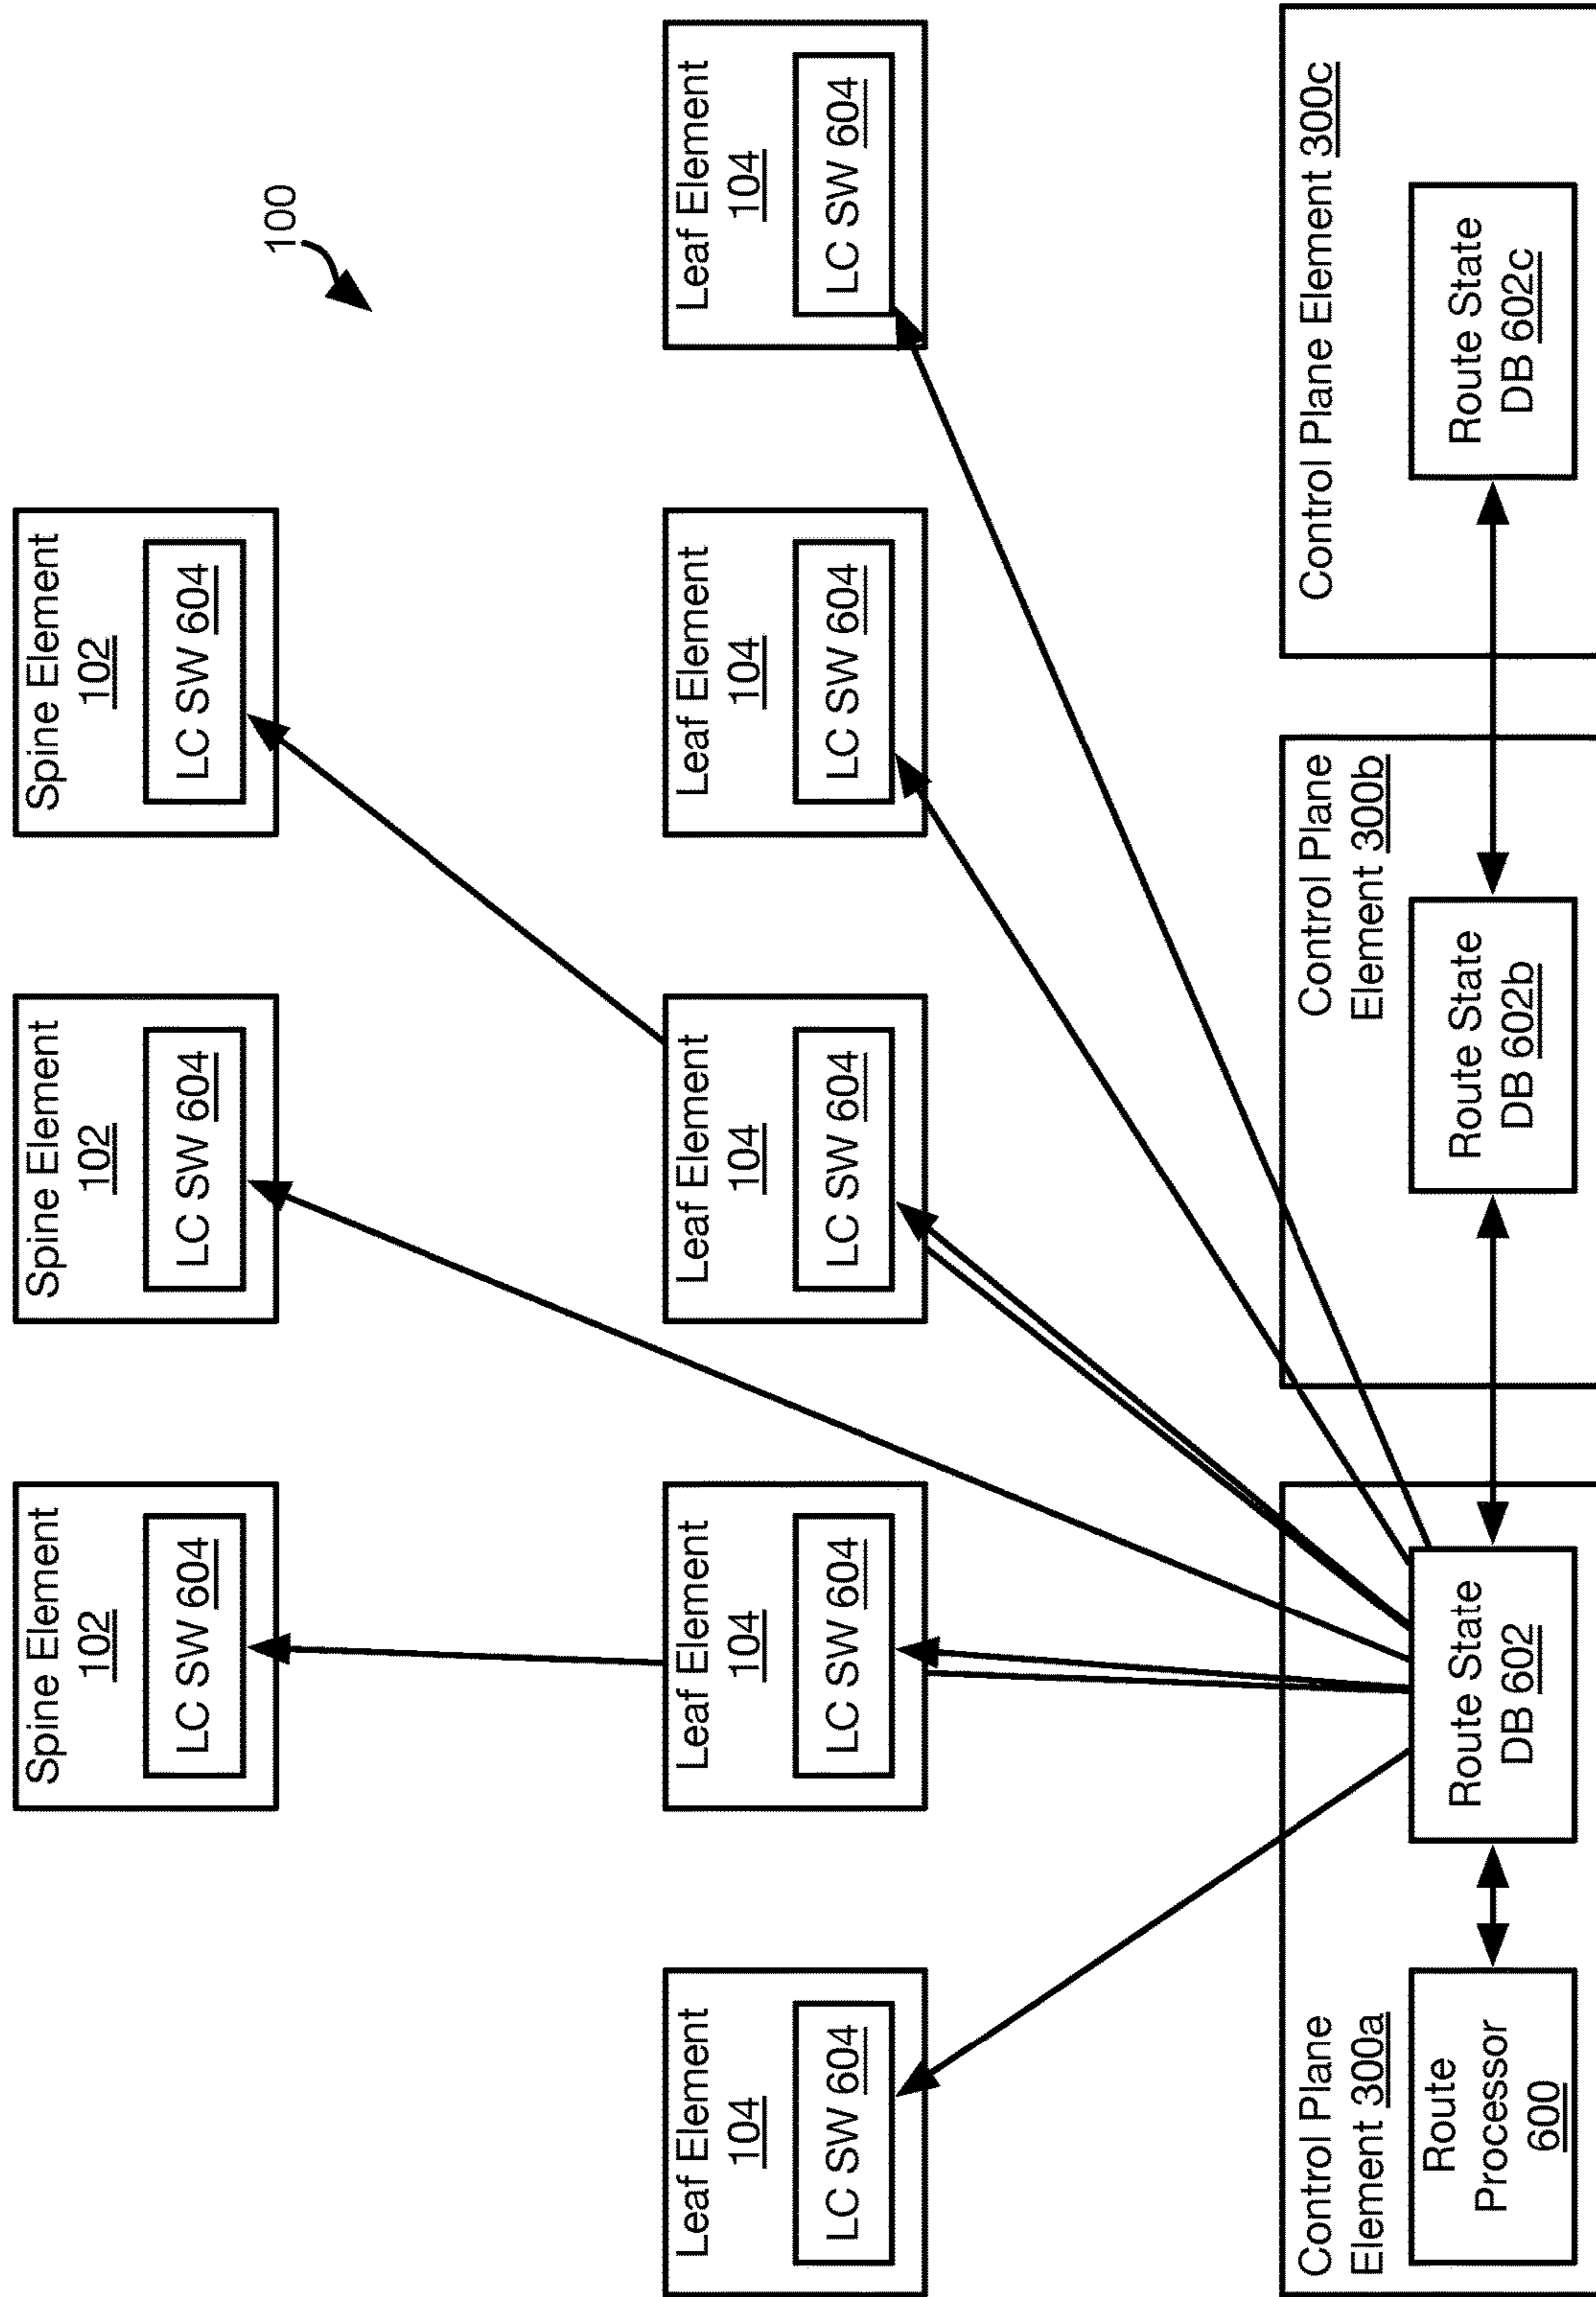 100
Spine Element
102
LC SW 604
Spine Element
102
LC SW 604
Spine Element
102
LC SW 604
Leaf Element
104
LC SW 604
Leaf Element
104
LC SW 604
Leaf Element
104
LC SW 604
Leaf Element
104
LC SW 604
Leaf Element
104
LC SW 604
Control Plane
Element 300a
Route
Processor
600
Route State
DB 602
Control Plane
Element 300b
Route State
DB 602b
Control Plane Element 300c
Route State
DB 602c